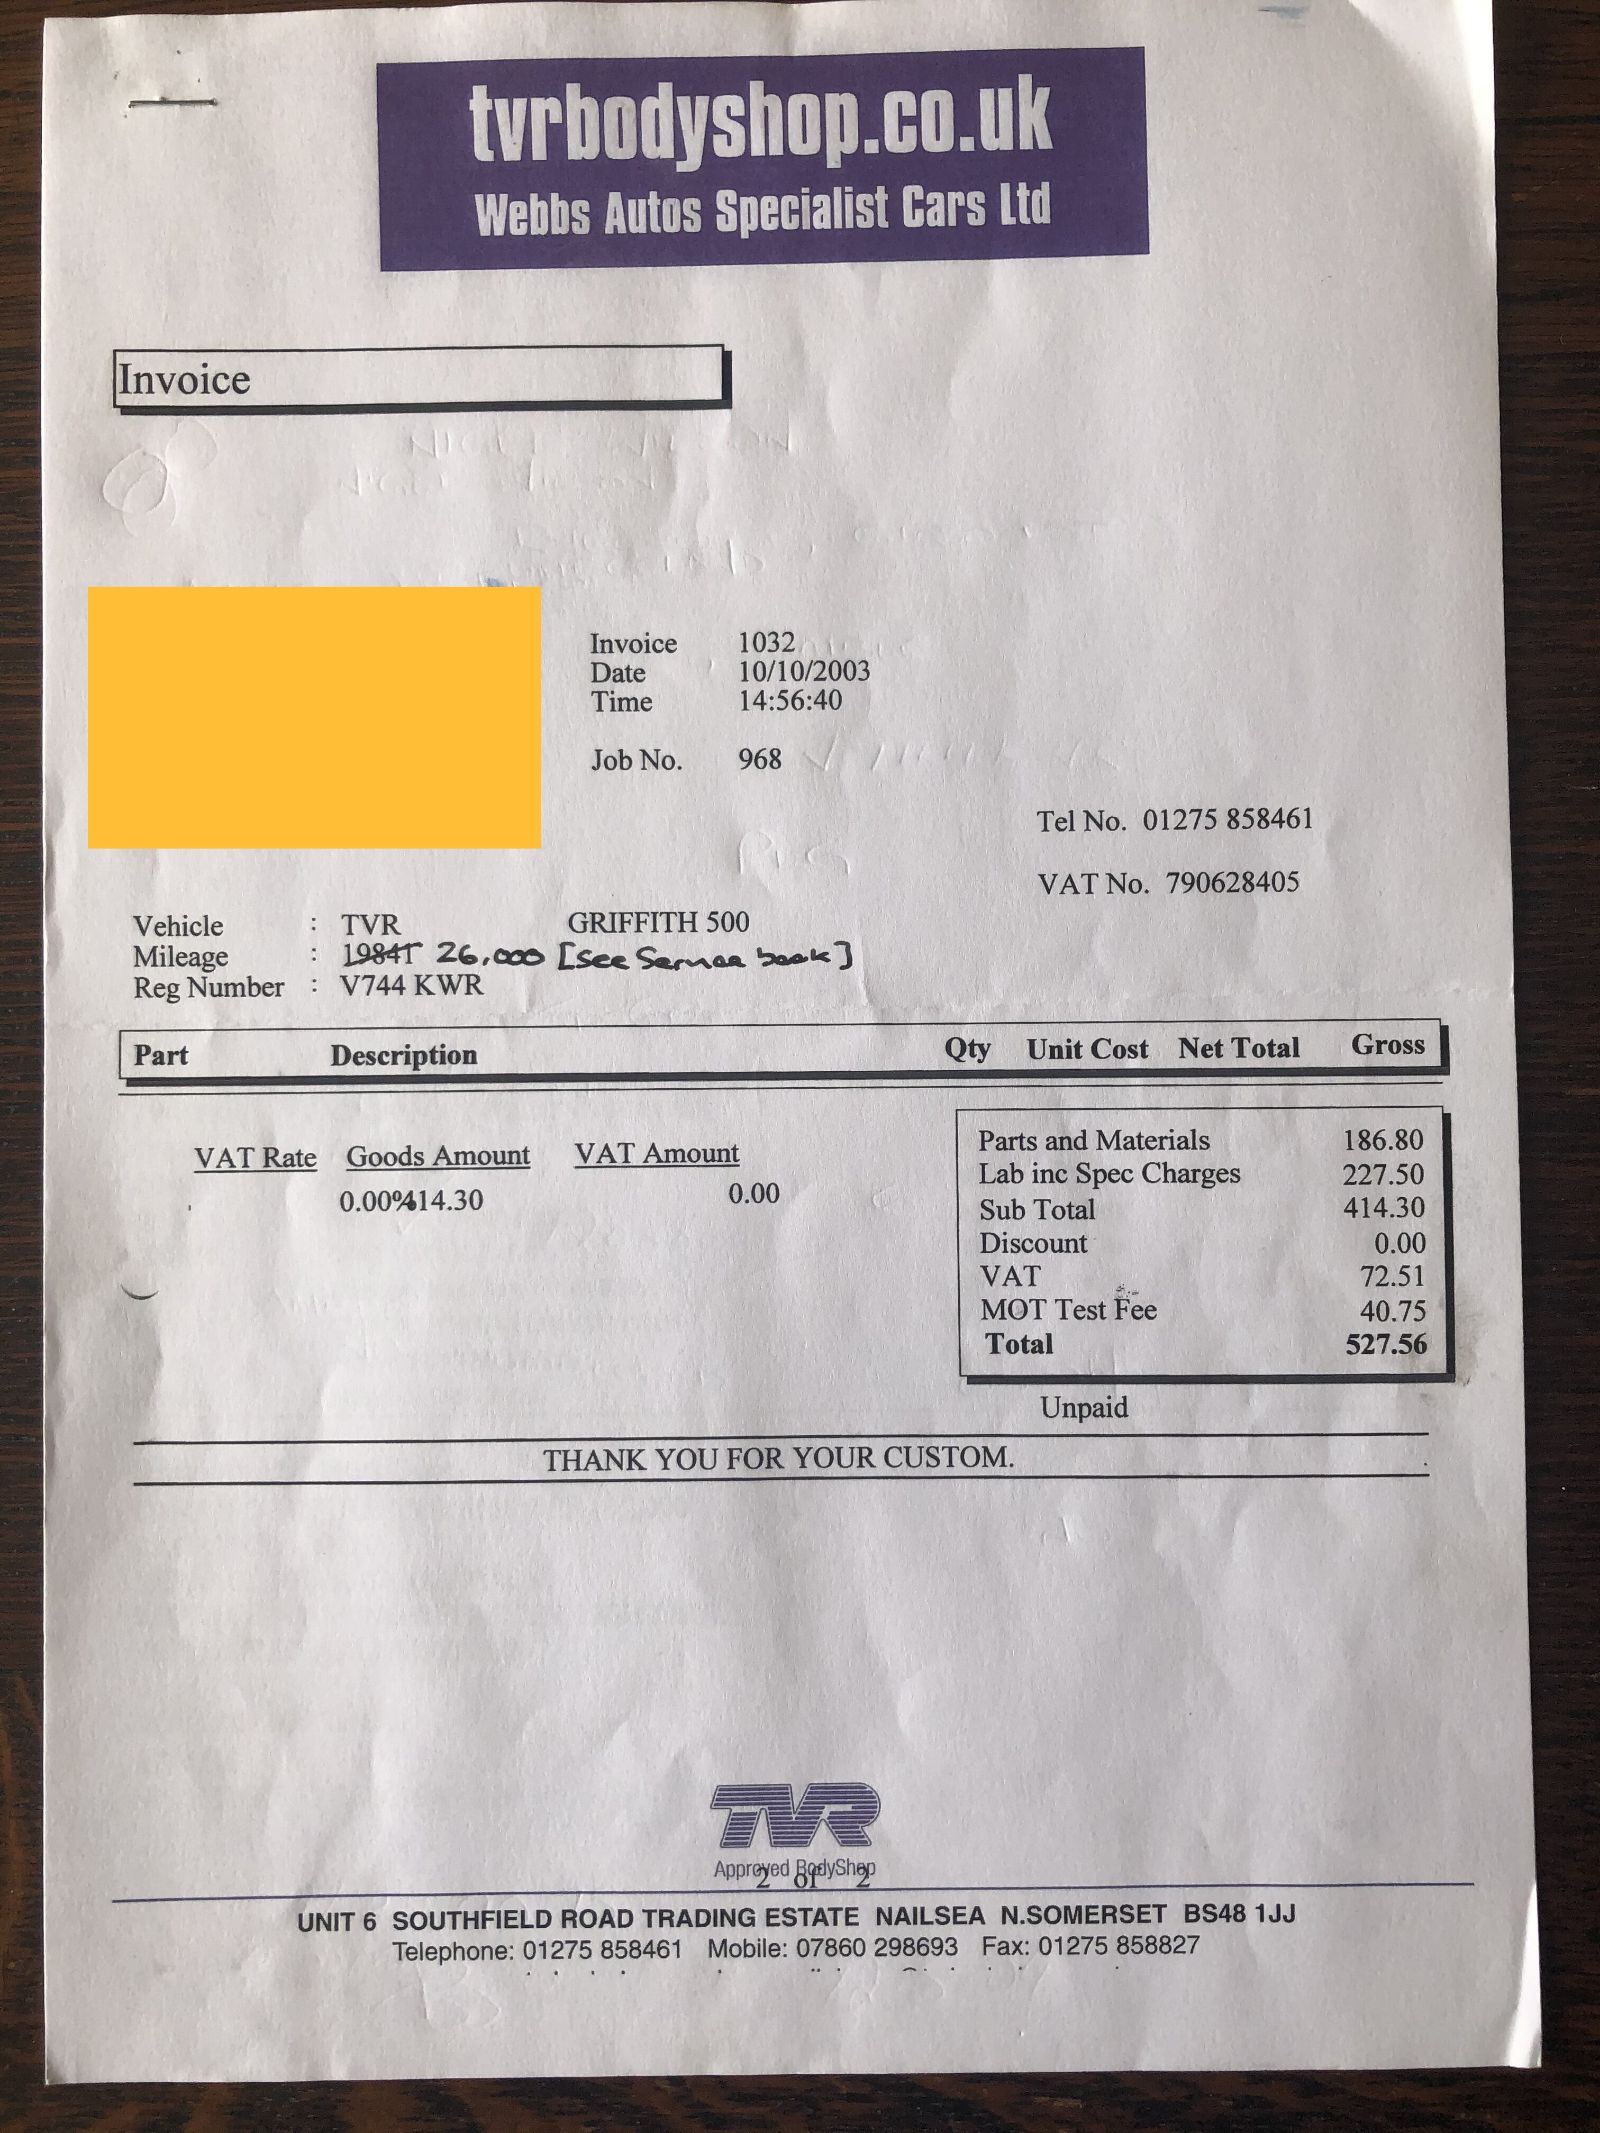 tvrbodyshop.co.uk
Webbs Autos Specialist Cars Ltd
Invoice
Invoice 1032
Date 10/10/2003
Time 14:56:40
Job No. 968
Tel No. 01275 858461
VAT No. 790628405
Vehicle : TVR GRIFFITH 500
Mileage : 26,000 [See Service book]
Reg Number : V744 KWR
Part Description Qty Unit Cost Net Total Gross
VAT Rate Goods Amount VAT Amount
0.00% 414.30 0.00
Parts and Materials 186.80
Lab inc Spec Charges 227.50
Sub Total 414.30
Discount 0.00
VAT 72.51
MOT Test Fee 40.75
Total 527.56
Unpaid
THANK YOU FOR YOUR CUSTOM.
TVR
Approved BodyShop
2 of 2
UNIT 6 SOUTHFIELD ROAD TRADING ESTATE NAILSEA N.SOMERSET BS48 1JJ
Telephone: 01275 858461 Mobile: 07860 298693 Fax: 01275 858827